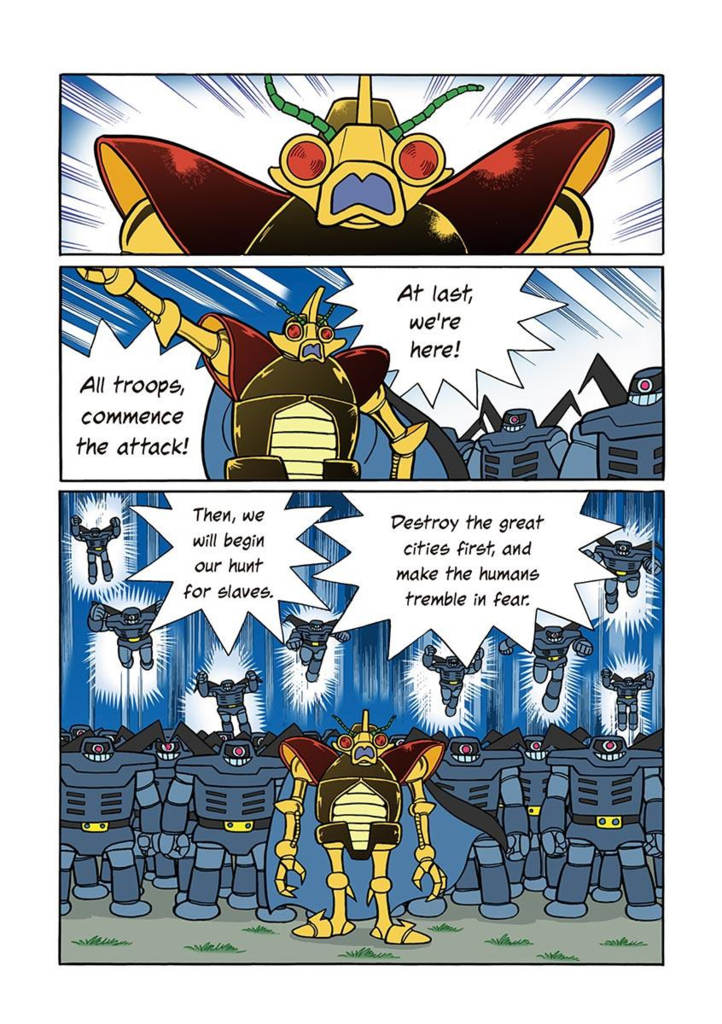 At last,
we're
here!
All troops,
commence
the attack!
Destroy the great
cities first, and
make the humans
tremble in fear.
Then, we
will begin
our hunt
for slaves.